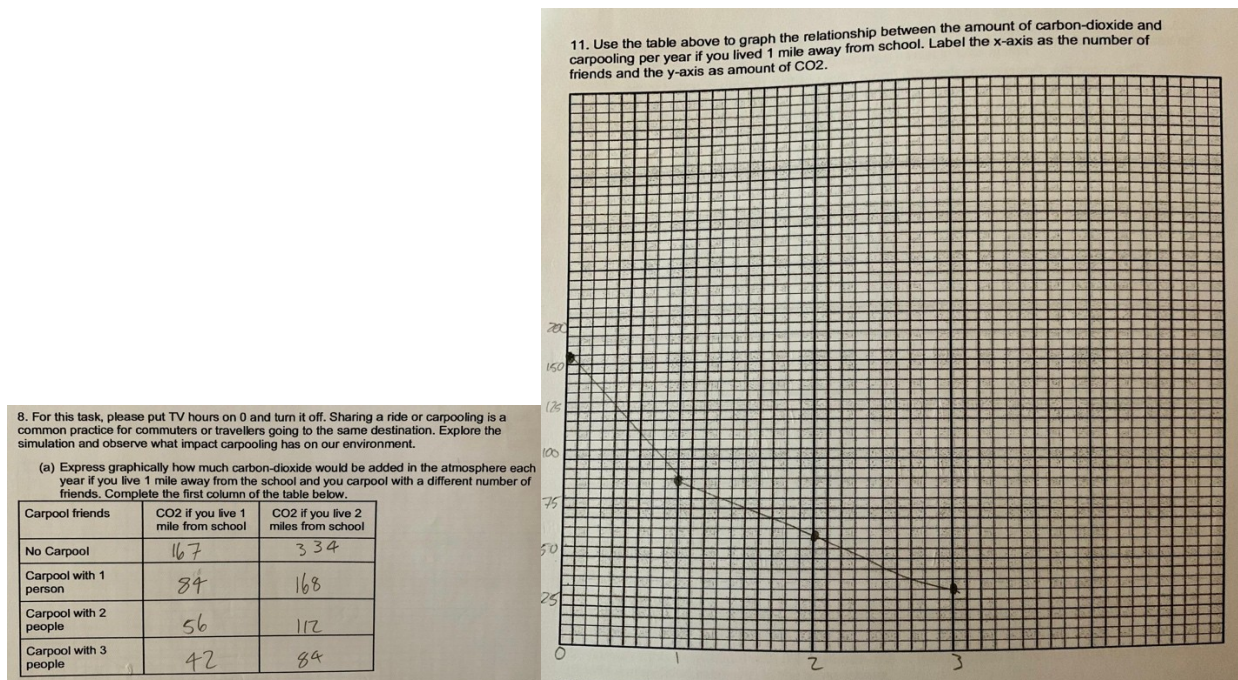 8. For this task, please put TV hours on 0 and turn it off. Sharing a ride or carpooling is a
common practice for commuters or travellers going to the same destination. Explore the
simulation and observe what impact carpooling has on our environment.
(a) Express graphically how much carbon-dioxide would be added in the atmosphere each
year if you live 1 mile away from the school and you carpool with a different number of
friends. Complete the first column of the table below.
Carpool friends
CO2 if you live 1
mile from school
CO2 if you live 2
miles from school
No Carpool
167
334
Carpool with 1
person
84
168
Carpool with 2
people
56
112
Carpool with 3
people
42
84
11. Use the table above to graph the relationship between the amount of carbon-dioxide and
carpooling per year if you lived 1 mile away from school. Label the x-axis as the number of
friends and the y-axis as amount of CO2.
200
150
125
100
75
50
25
0
1
2
3